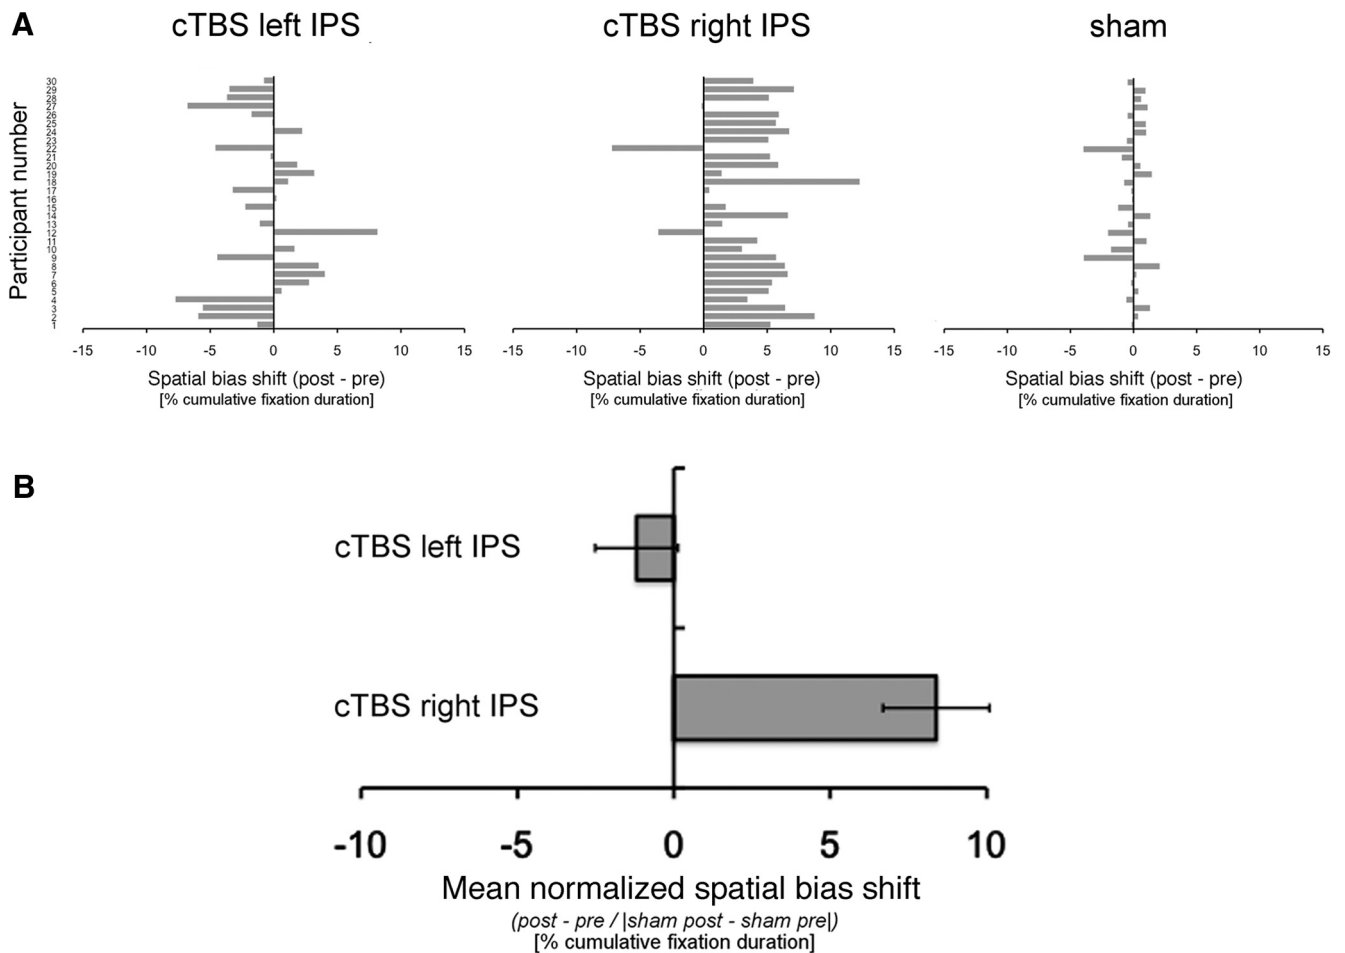 A
cTBS left IPS
cTBS right IPS
sham
Participant number
30
29
28
27
26
25
24
23
22
21
20
19
18
17
16
15
14
13
12
11
10
9
8
7
6
5
4
3
2
1
-15 -10 -5 0 5 10 15
-15 -10 -5 0 5 10 15
-15 -10 -5 0 5 10 15
Spatial bias shift (post - pre)
[% cumulative fixation duration]
Spatial bias shift (post - pre)
[% cumulative fixation duration]
Spatial bias shift (post - pre)
[% cumulative fixation duration]
B
cTBS left IPS
cTBS right IPS
-10 -5 0 5 10
Mean normalized spatial bias shift
(post - pre / |sham post - sham pre|)
[% cumulative fixation duration]